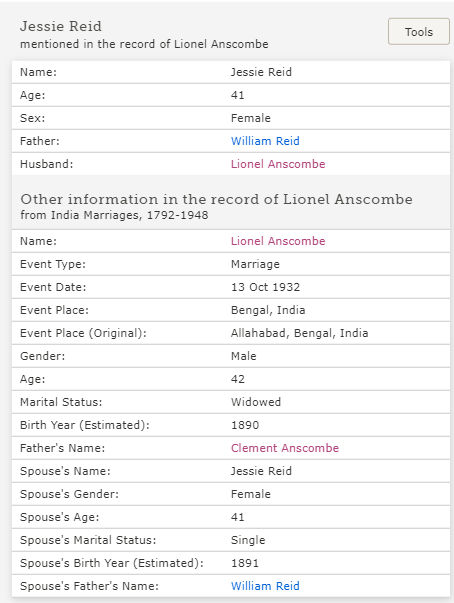 Jessie Reid
mentioned in the record of Lionel Anscombe
Tools
Name: Jessie Reid
Age: 41
Sex: Female
Father: William Reid
Husband: Lionel Anscombe
Other information in the record of Lionel Anscombe
from India Marriages, 1792-1948
Name: Lionel Anscombe
Event Type: Marriage
Event Date: 13 Oct 1932
Event Place: Bengal, India
Event Place (Original): Allahabad, Bengal, India
Gender: Male
Age: 42
Marital Status: Widowed
Birth Year (Estimated): 1890
Father's Name: Clement Anscombe
Spouse's Name: Jessie Reid
Spouse's Gender: Female
Spouse's Age: 41
Spouse's Marital Status: Single
Spouse's Birth Year (Estimated): 1891
Spouse's Father's Name: William Reid